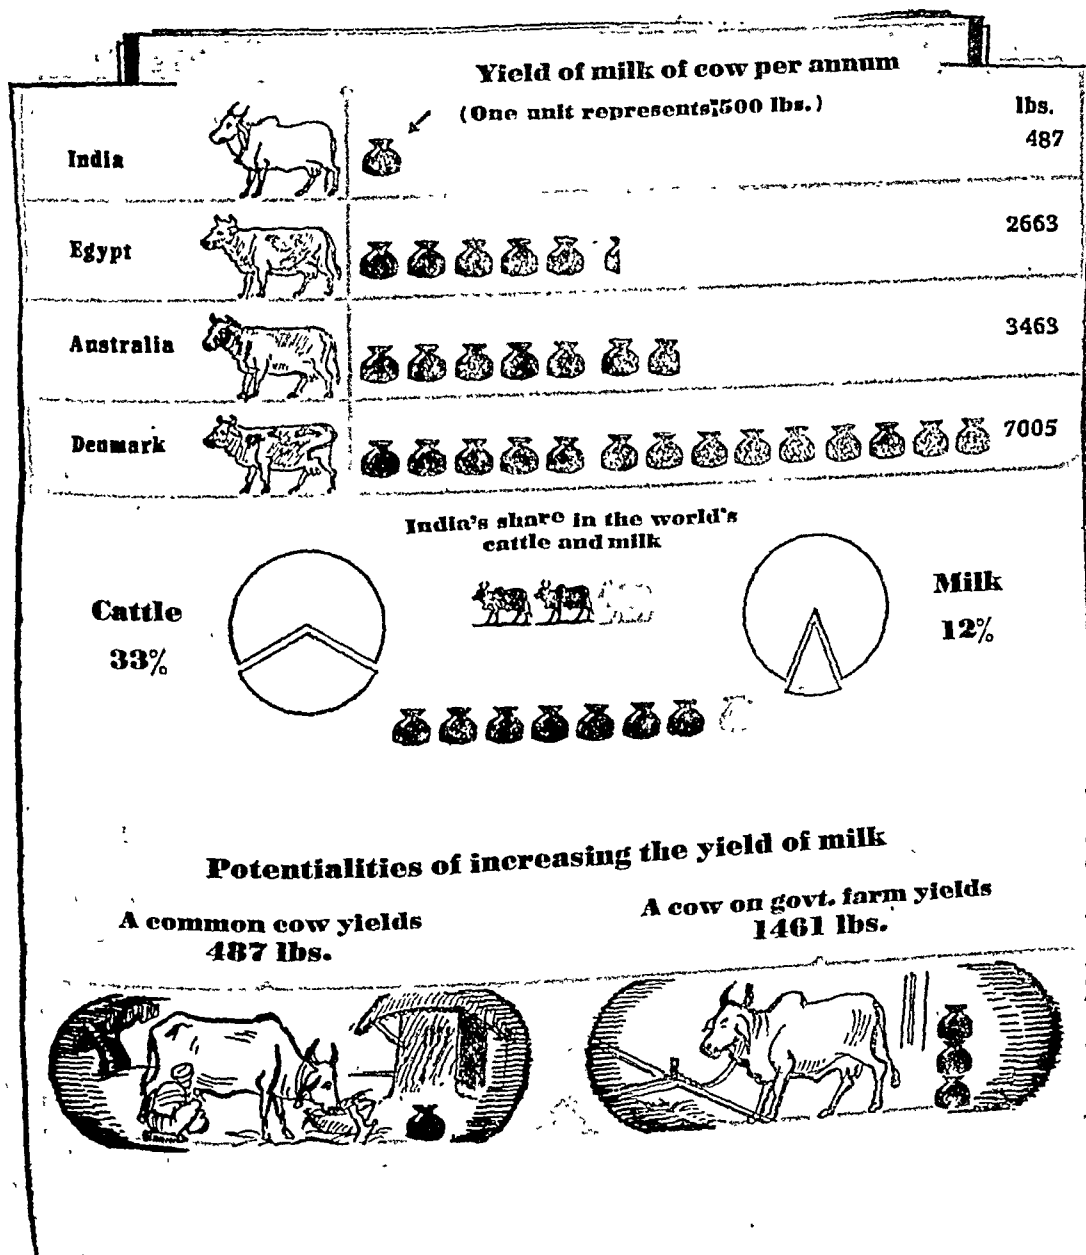 Yield of milk of cow per annum
(One unit represents 500 lbs.)
lbs.
India 487
Egypt 2663
Australia 3463
Denmark 7005
India's share in the world's
cattle and milk
Cattle
33%
Milk
12%
Potentialities of increasing the yield of milk
A common cow yields
487 lbs.
A cow on govt. farm yields
1461 lbs.